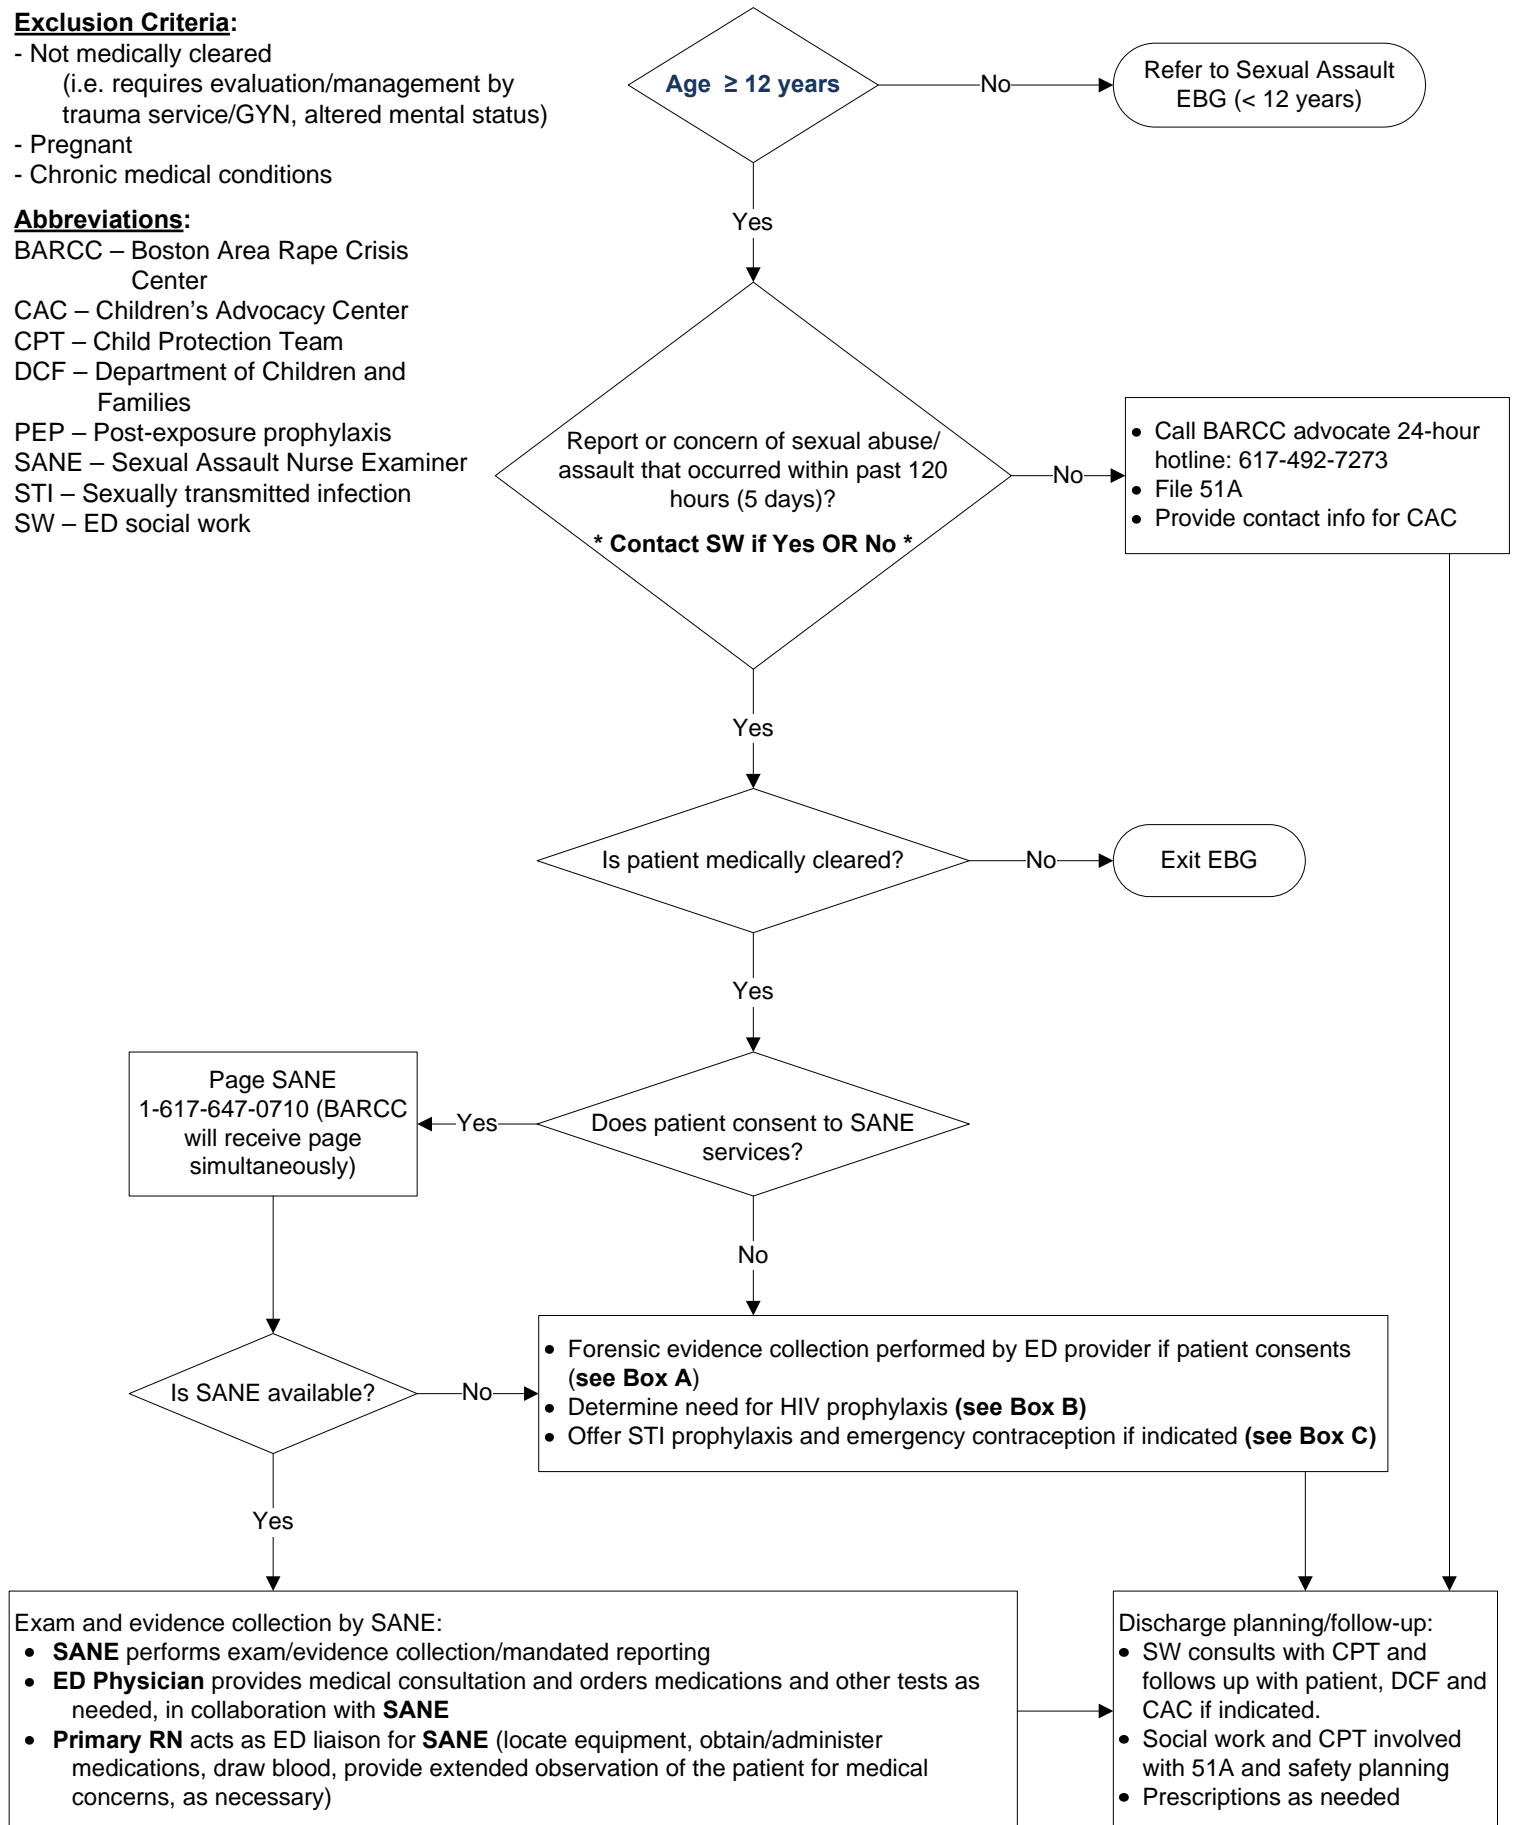 Exclusion Criteria:
- Not medically cleared
(i.e. requires evaluation/management by
trauma service/GYN, altered mental status)
- Pregnant
- Chronic medical conditions
Abbreviations:
BARCC – Boston Area Rape Crisis
Center
CAC – Children's Advocacy Center
CPT – Child Protection Team
DCF – Department of Children and
Families
PEP – Post-exposure prophylaxis
SANE – Sexual Assault Nurse Examiner
STI – Sexually transmitted infection
SW – ED social work
Age ≥ 12 years
No
Refer to Sexual Assault
EBG (< 12 years)
Yes
Report or concern of sexual abuse/
assault that occurred within past 120
hours (5 days)?
* Contact SW if Yes OR No *
No
• Call BARCC advocate 24-hour
hotline: 617-492-7273
• File 51A
• Provide contact info for CAC
Yes
Is patient medically cleared?
No
Exit EBG
Yes
Does patient consent to SANE
services?
Yes
Page SANE
1-617-647-0710 (BARCC
will receive page
simultaneously)
No
Is SANE available?
No
• Forensic evidence collection performed by ED provider if patient consents
(see Box A)
• Determine need for HIV prophylaxis (see Box B)
• Offer STI prophylaxis and emergency contraception if indicated (see Box C)
Yes
Exam and evidence collection by SANE:
• SANE performs exam/evidence collection/mandated reporting
• ED Physician provides medical consultation and orders medications and other tests as
needed, in collaboration with SANE
• Primary RN acts as ED liaison for SANE (locate equipment, obtain/administer
medications, draw blood, provide extended observation of the patient for medical
concerns, as necessary)
Discharge planning/follow-up:
• SW consults with CPT and
follows up with patient, DCF and
CAC if indicated.
• Social work and CPT involved
with 51A and safety planning
• Prescriptions as needed